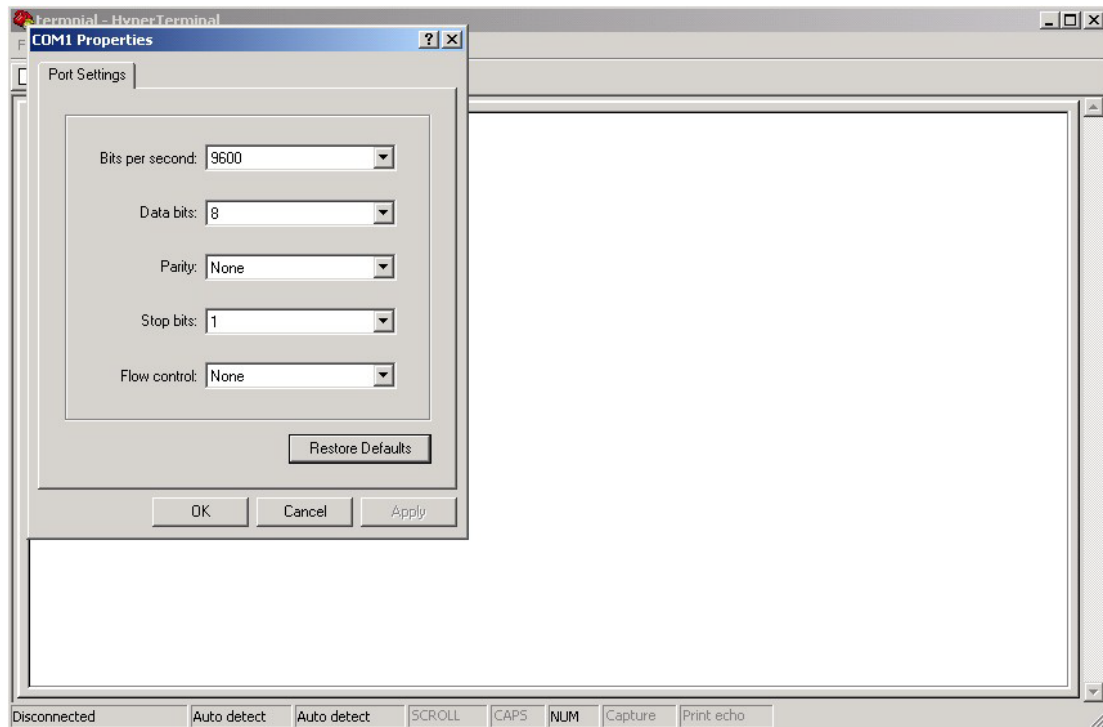 termpial - HyperTerminal
COM1 Properties
Port Settings
Bits per second: 9600
Data bits: 8
Parity: None
Stop bits: 1
Flow control: None
Restore Defaults
OK Cancel Apply
Disconnected Auto detect Auto detect SCROLL CAPS NUM Capture Print echo